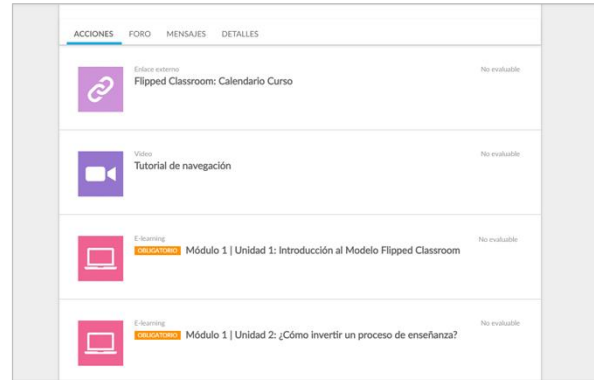 ACCIONES FORO MENSAJES DETALLES
Enlace externo No evaluable
Flipped Classroom: Calendario Curso
Video No evaluable
Tutorial de navegación
E-learning No evaluable
OBLIGATORIO Módulo 1 | Unidad 1: Introducción al Modelo Flipped Classroom
E-learning No evaluable
OBLIGATORIO Módulo 1 | Unidad 2: ¿Cómo invertir un proceso de enseñanza?